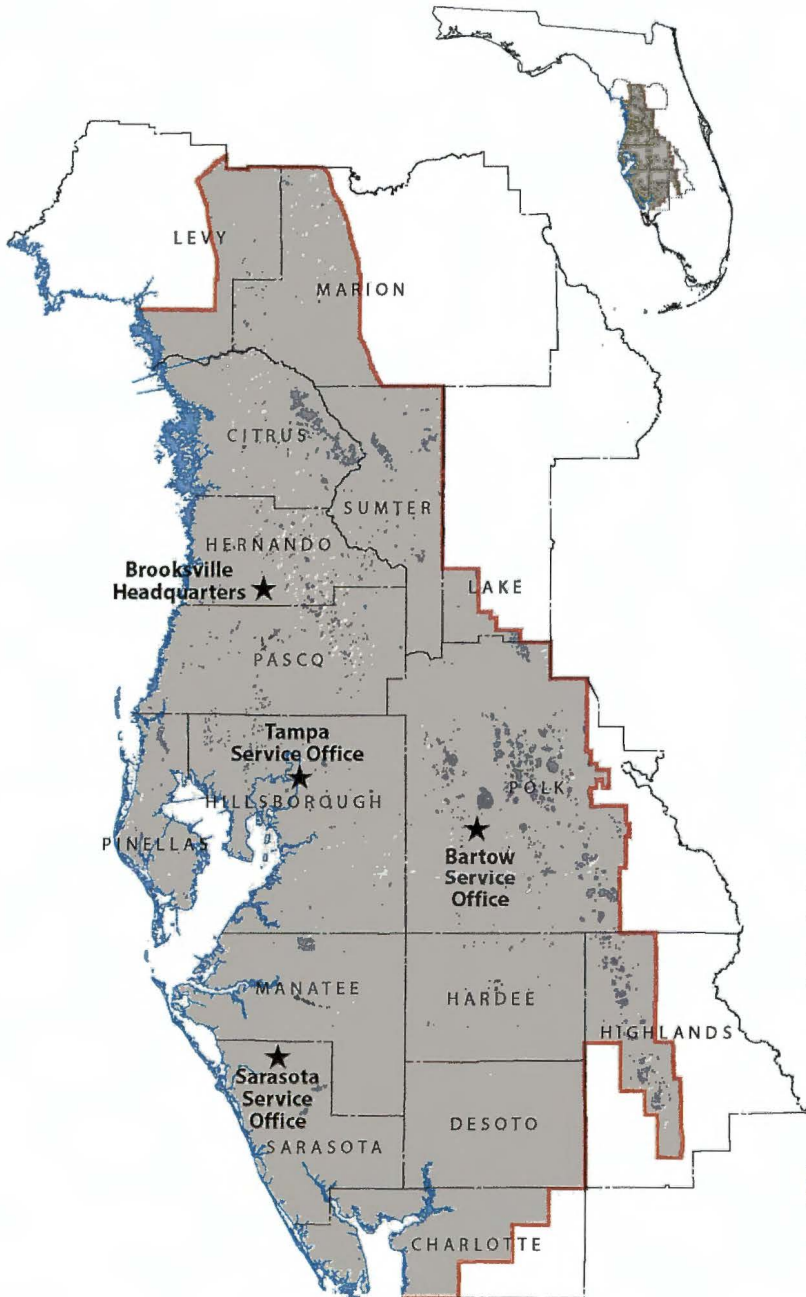 LEVY
MARION
CITRUS
SUMTER
HERNANDO
Brooksville
Headquarters
LAKE
PASCO
Tampa
Service Office
HILLSBOROUGH
POLK
PINELLAS
Bartow
Service
Office
MANATEE
HARDEE
HIGHLANDS
Sarasota
Service
Office
DESOTO
SARASOTA
CHARLOTTE